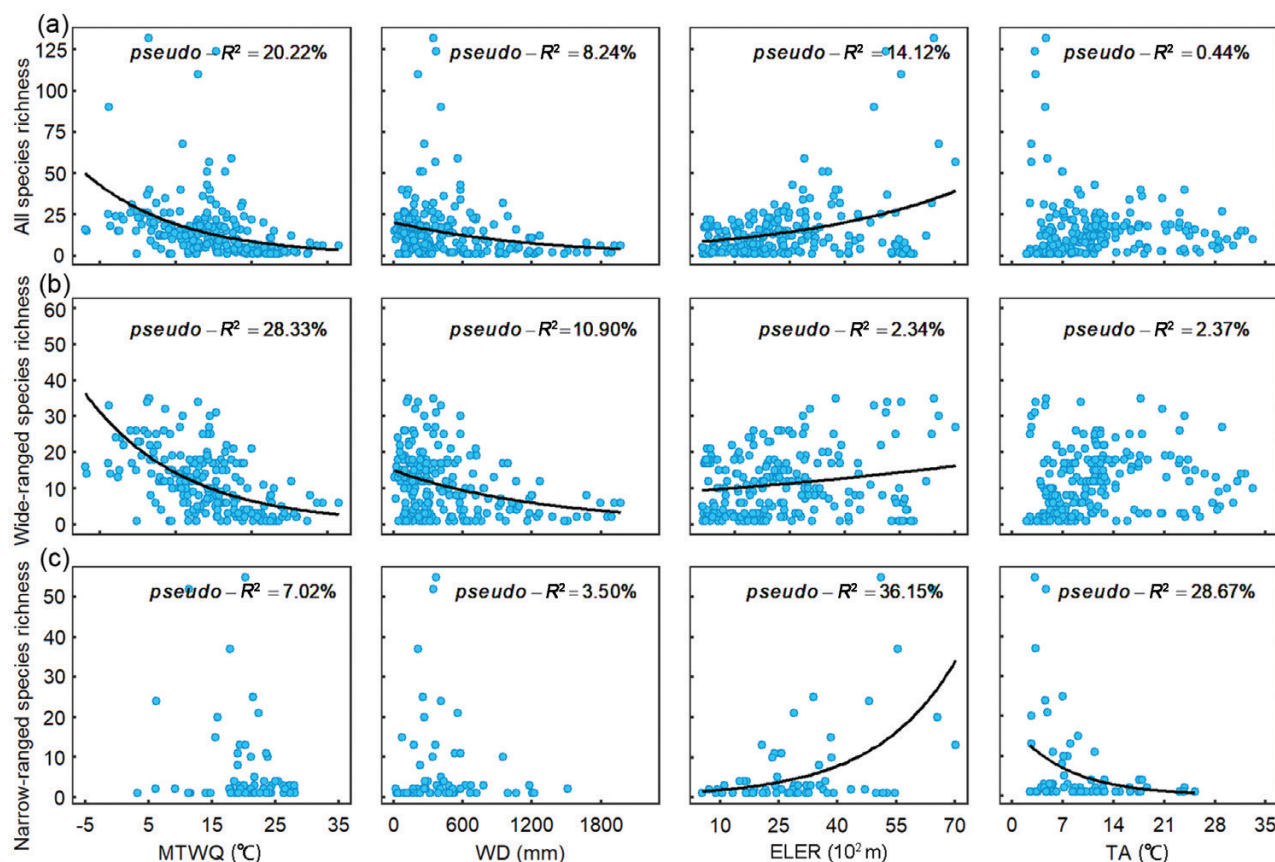 (a)
All species richness
125
100
75
50
25
0
pseudo – R² = 20.22%
pseudo – R² = 8.24%
pseudo – R² = 14.12%
pseudo – R² = 0.44%
(b)
Wide-ranged species richness
60
50
40
30
20
10
0
pseudo – R² = 28.33%
pseudo – R² = 10.90%
pseudo – R² = 2.34%
pseudo – R² = 2.37%
(c)
Narrow-ranged species richness
50
40
30
20
10
0
pseudo – R² = 7.02%
pseudo – R² = 3.50%
pseudo – R² = 36.15%
pseudo – R² = 28.67%
-5 5 15 25 35
0 600 1200 1800
10 25 40 55 70
0 7 14 21 28 35
MTWQ (℃)
WD (mm)
ELER (10² m)
TA (℃)